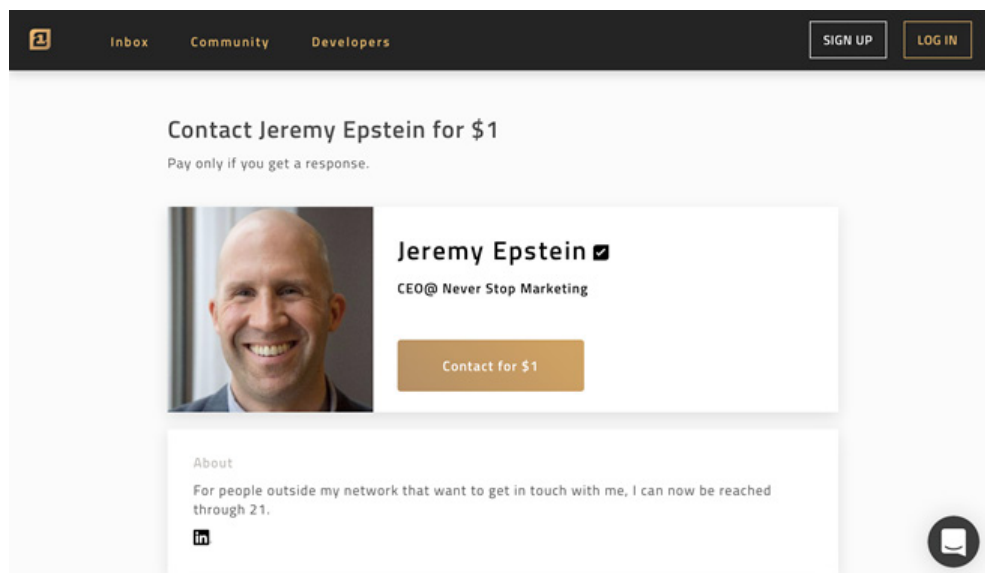 1
Inbox Community Developers SIGN UP LOG IN
Contact Jeremy Epstein for $1
Pay only if you get a response.
Jeremy Epstein
CEO@ Never Stop Marketing
Contact for $1
About
For people outside my network that want to get in touch with me, I can now be reached
through 21.
in